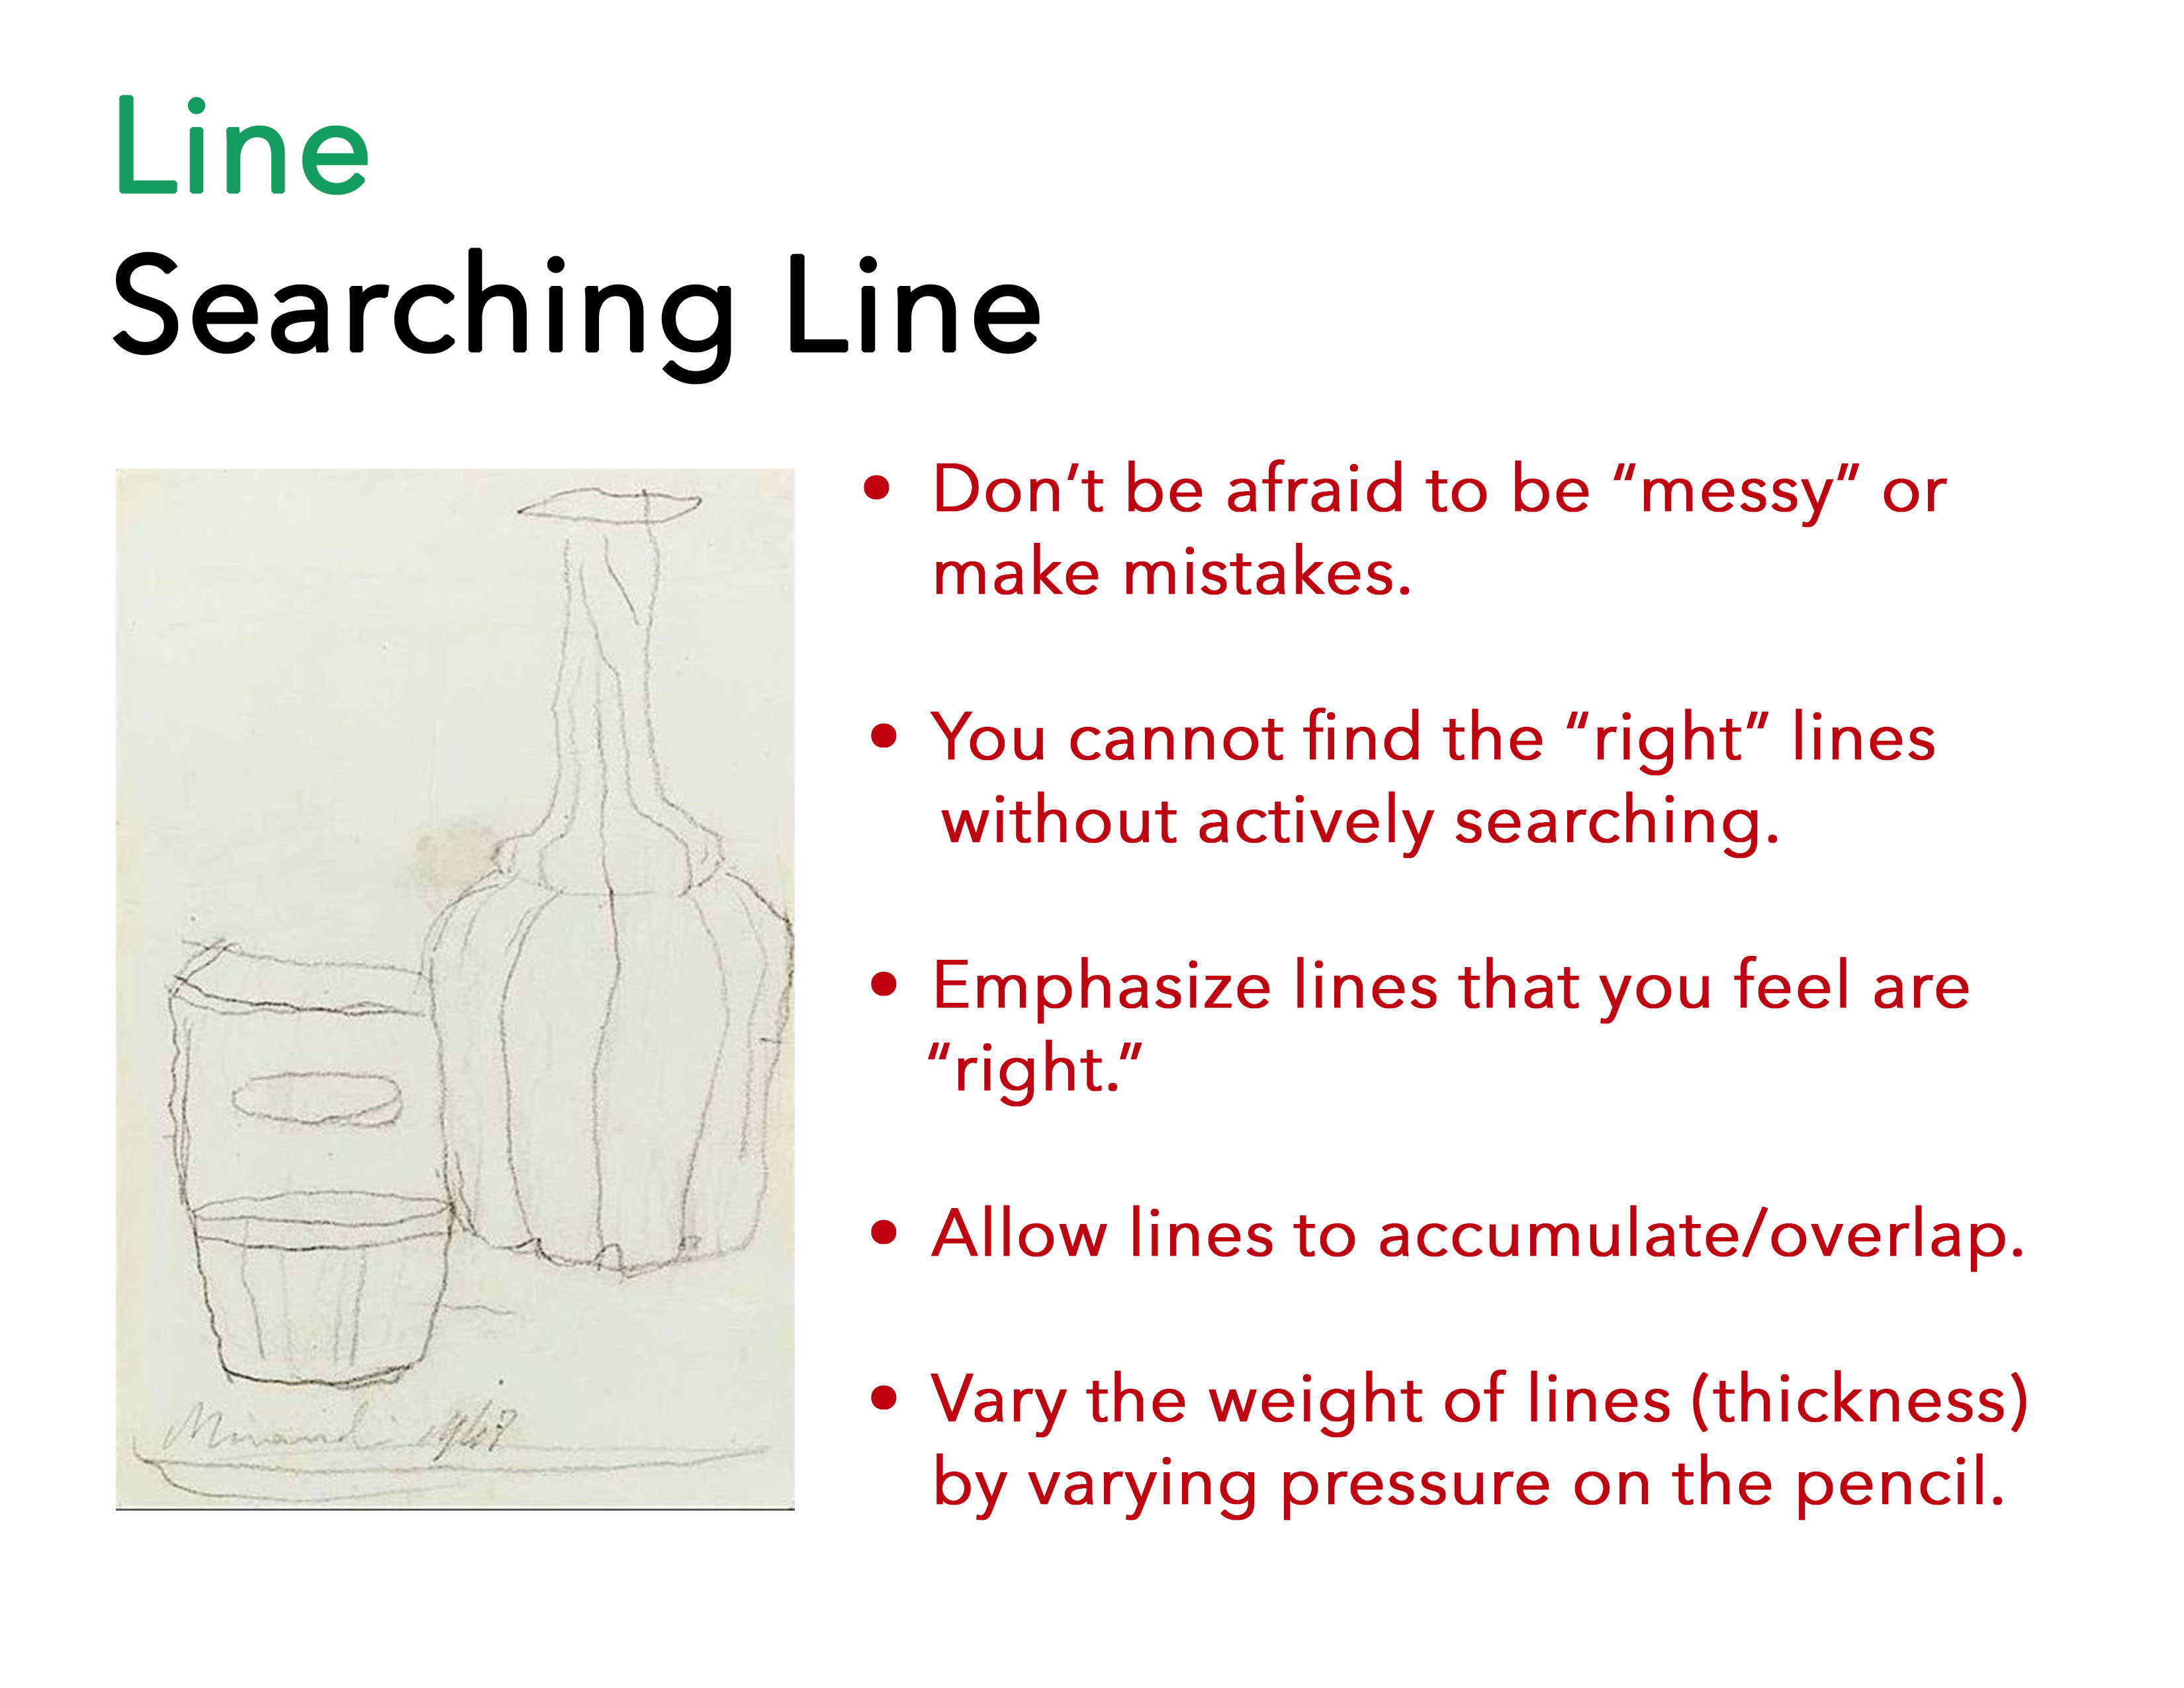 Line
Searching Line
• Don't be afraid to be “messy” or
make mistakes.
• You cannot find the “right” lines
without actively searching.
• Emphasize lines that you feel are
“right.”
• Allow lines to accumulate/overlap.
• Vary the weight of lines (thickness)
by varying pressure on the pencil.